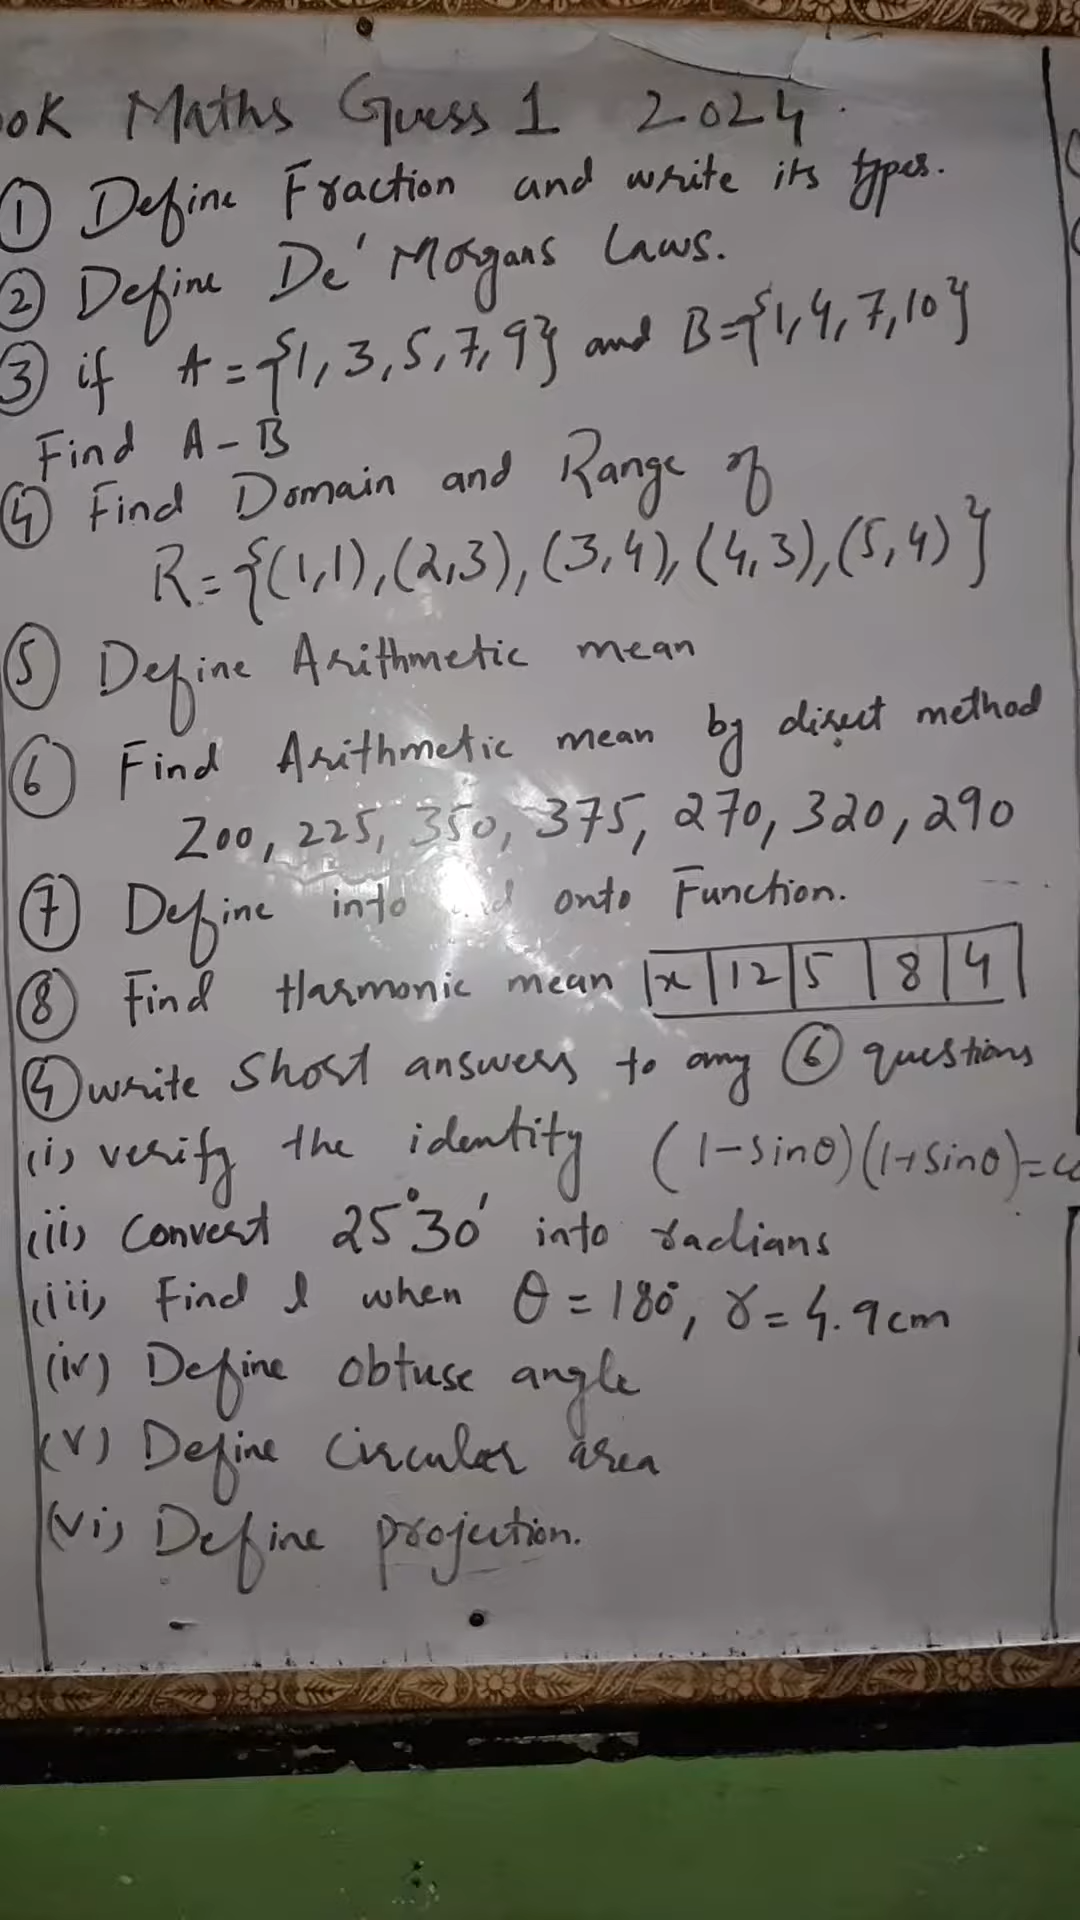 Maths Guess 1 2024
① Define Fraction and write its types.
② Define De' Morgans Laws.
③ if A={1,3,5,7,9} and B={1,4,7,10}
Find A-B
④ Find Domain and Range of
R={(1,1),(2,3),(3,4),(4,3),(5,4)}
⑤ Define Arithmetic mean
⑥ Find Arithmetic mean by direct method
200, 225, 350, 375, 270, 320, 290
⑦ Define into onto Function.
⑧ Find Harmonic mean |x|12|5|8|4|
④ write short answers to any ⑥ questions
(i) verify the identity (1-sinθ)(1+sinθ)=
(ii) Convert 25°30' into radians
(iii) Find l when θ=180°, r=4.9cm
(iv) Define obtuse angle
(v) Define circular area
(vi) Define projection.